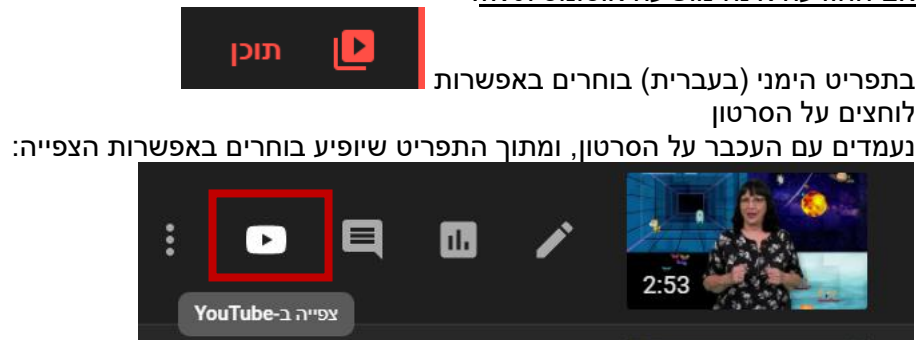 תוכן
בתפריט הימני (בעברית) בוחרים באפשרות
לוחצים על הסרטון
נעמדים עם העכבר על הסרטון, ומתוך התפריט שיופיע בוחרים באפשרות הצפייה:
2:53
צפייה ב-YouTube